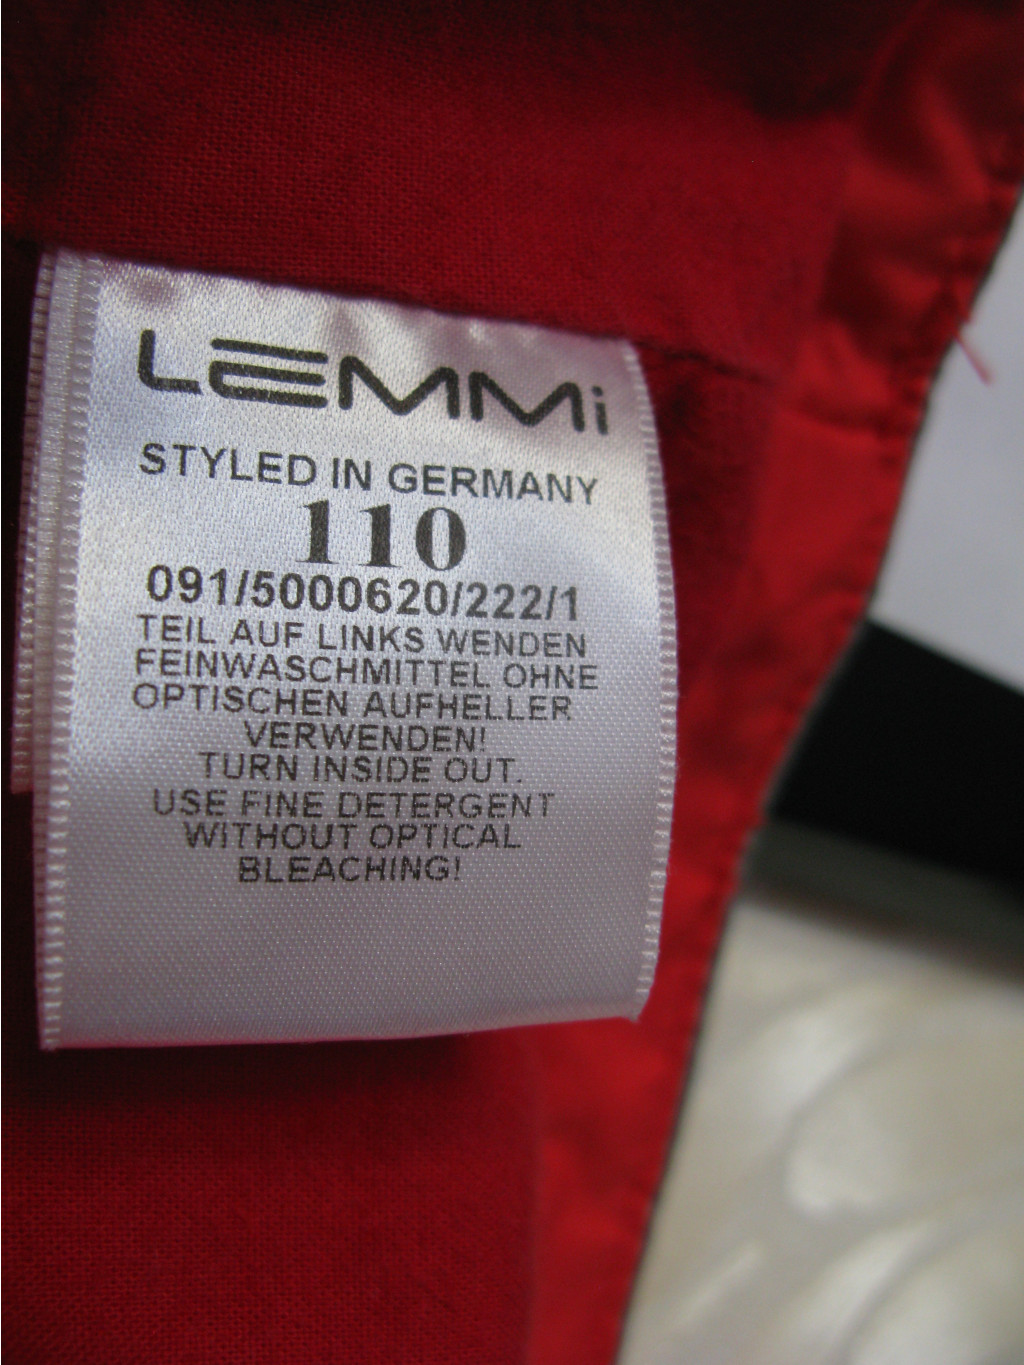 LEMMi
STYLED IN GERMANY
110
091/5000620/222/1
TEIL AUF LINKS WENDEN
FEINWASCHMITTEL OHNE
OPTISCHEN AUFHELLER
VERWENDEN!
TURN INSIDE OUT.
USE FINE DETERGENT
WITHOUT OPTICAL
BLEACHING!